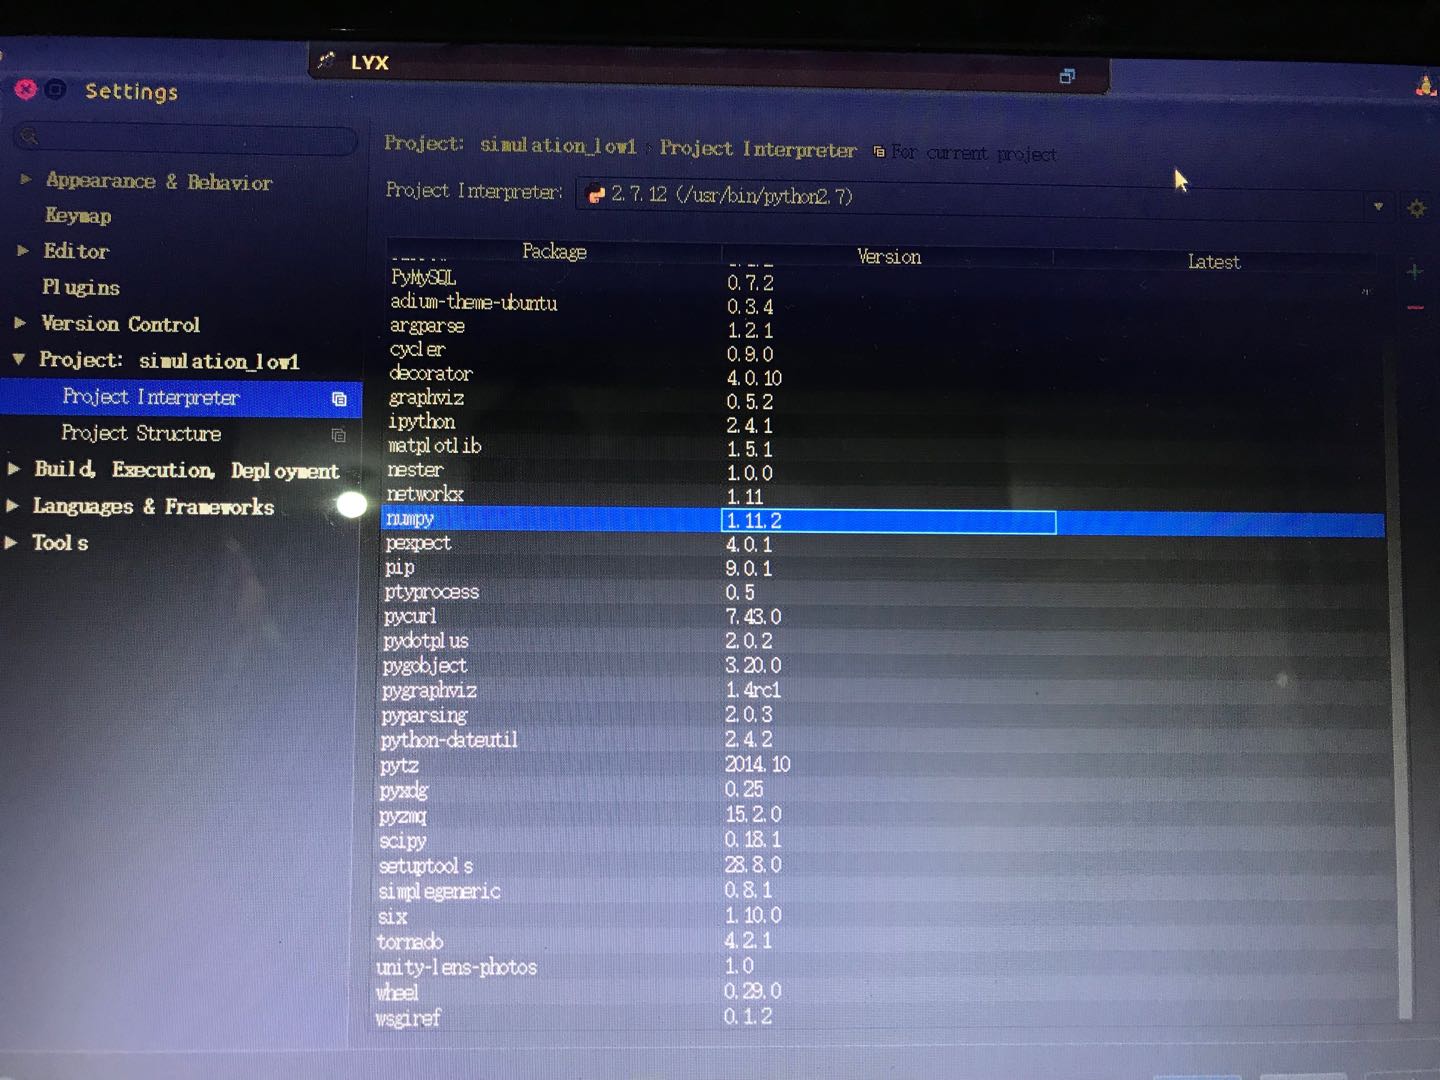 LYX
Settings
Project: simulation_low1 › Project Interpreter For current project
Project Interpreter: 2.7.12 (/usr/bin/python2.7)
Appearance & Behavior
Keymap
Editor
Plugins
Version Control
Project: simulation_low1
Project Interpreter
Project Structure
Build, Execution, Deployment
Languages & Frameworks
Tools
Package Version Latest
PyMySQL 0.7.2
adium-theme-ubuntu 0.3.4
argparse 1.2.1
cycler 0.9.0
decorator 4.0.10
graphviz 0.5.2
ipython 2.4.1
matplotlib 1.5.1
nester 1.0.0
networkx 1.11
numpy 1.11.2
pexpect 4.0.1
pip 9.0.1
ptyprocess 0.5
pycurl 7.43.0
pydotplus 2.0.2
pygobject 3.20.0
pygraphviz 1.4rc1
pyparsing 2.0.3
python-dateutil 2.4.2
pytz 2014.10
pyxdg 0.25
pyzmq 15.2.0
scipy 0.18.1
setuptools 28.8.0
simplegeneric 0.8.1
six 1.10.0
tornado 4.2.1
unity-lens-photos 1.0
wheel 0.29.0
wsgiref 0.1.2